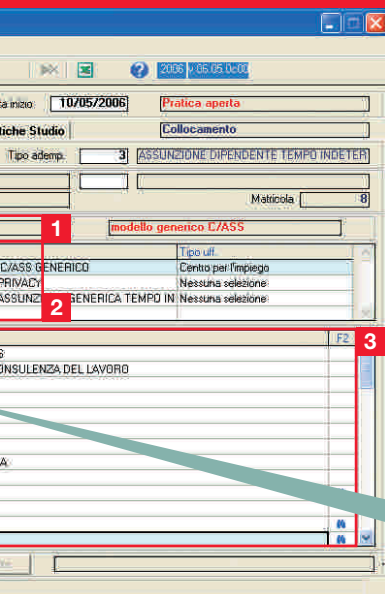 2006 v.06.05.0c00
ta inizio 10/05/2006 Pratica aperta
tiche Studio Collocamento
Tipo ademp. 3 ASSUNZIONE DIPENDENTE TEMPO INDETER
Matricola 8
1 modello generico C/ASS
Tipo uff.
C/ASS GENERICO Centro per l'impiego
PRIVACY Nessuna selezione
ASSUNZ GENERICA TEMPO IN Nessuna selezione
2
F2 3
S
ONSULENZA DEL LAVORO
A